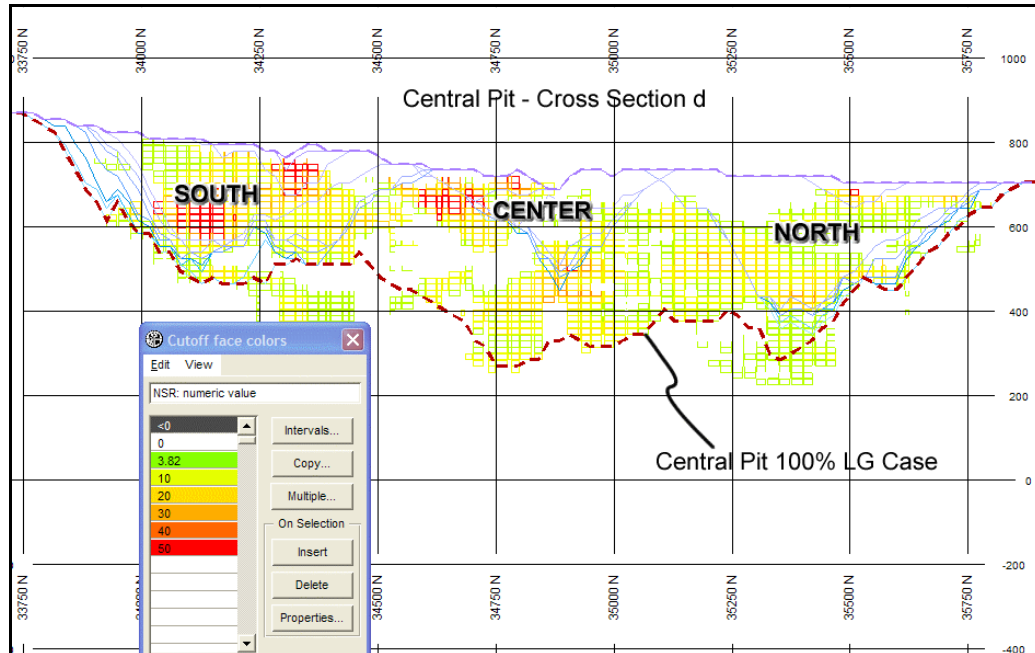 33750 N
34000 N
34250 N
34500 N
34750 N
35000 N
35250 N
35500 N
35750 N
1000
Central Pit - Cross Section d
800
SOUTH
CENTER
NORTH
600
400
Cutoff face colors
Edit View
NSR: numeric value
<0
0
3.82
10
20
30
40
50
Intervals...
Copy...
Multiple...
On Selection
Insert
Delete
Properties...
200
Central Pit 100% LG Case
0
-200
33750 N
34500 N
34750 N
35000 N
35250 N
35500 N
35750 N
-400